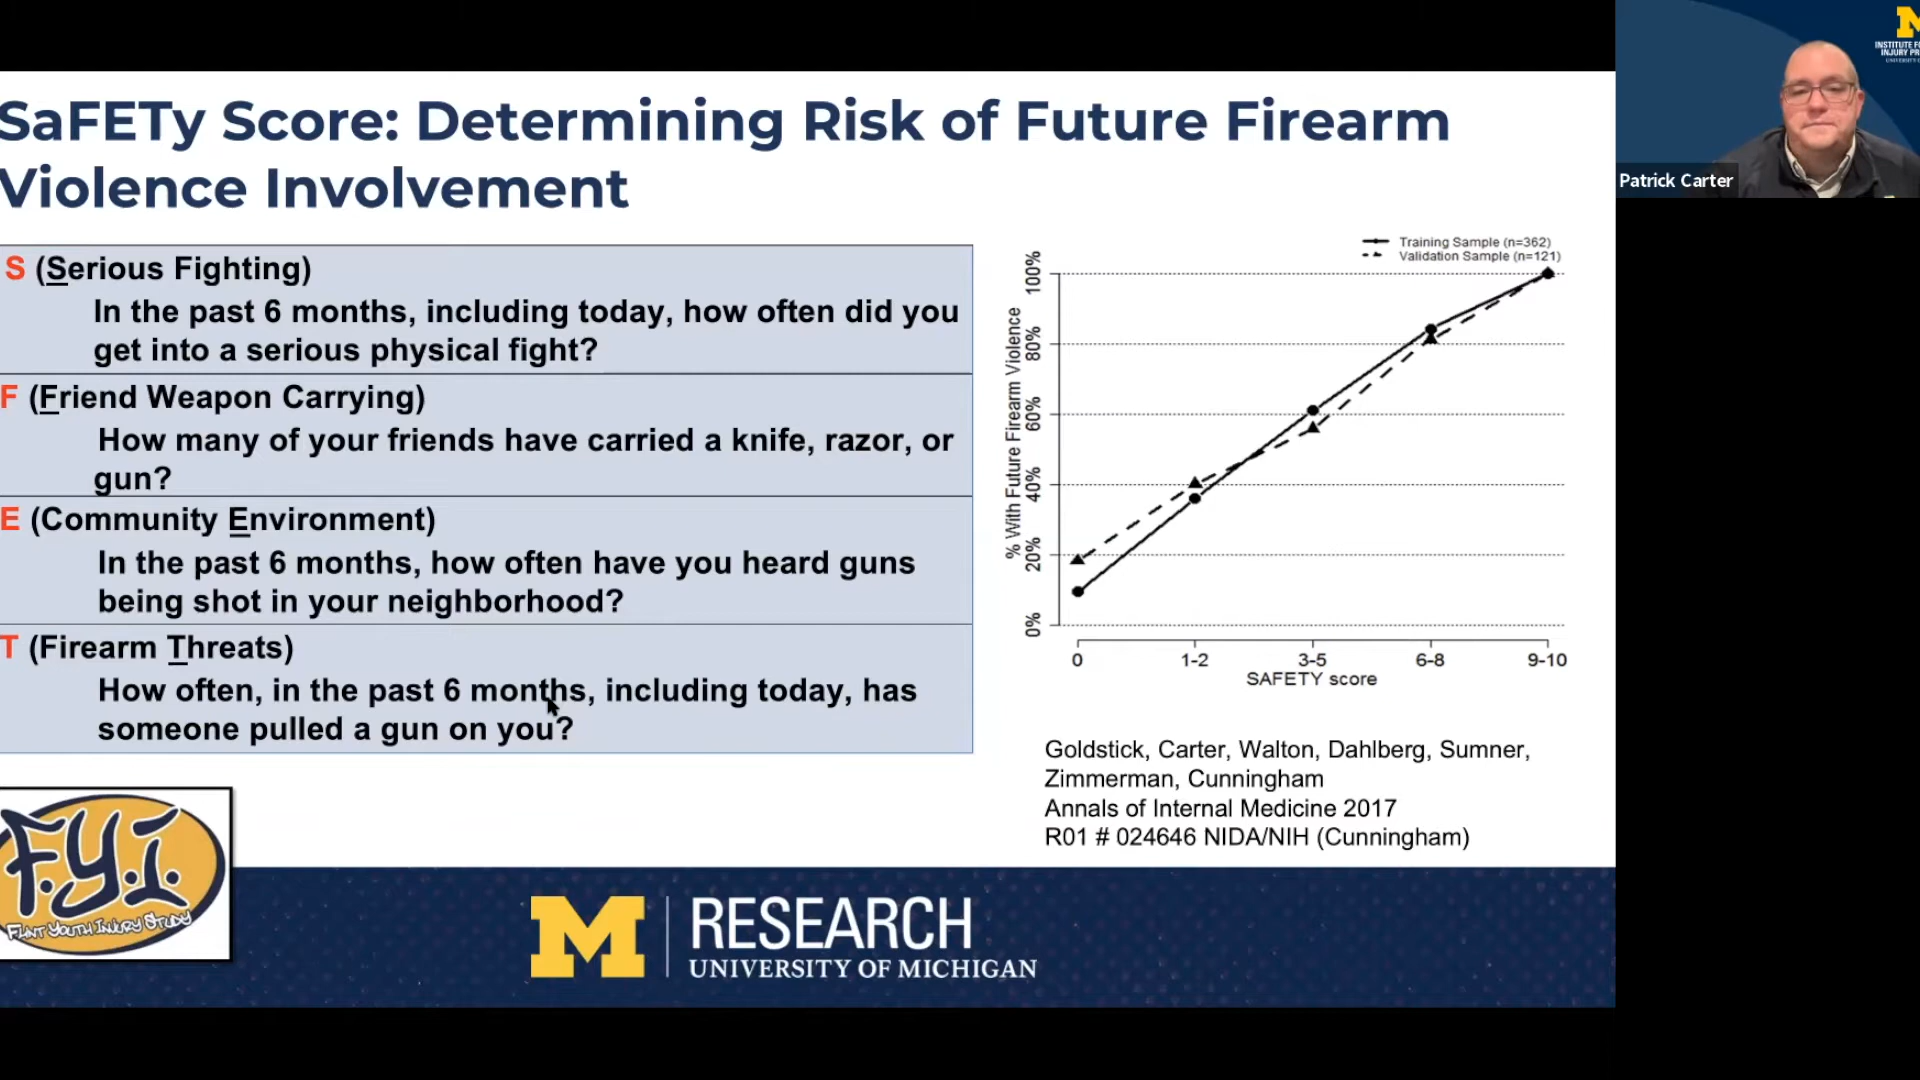 SaFETy Score: Determining Risk of Future Firearm
Violence Involvement
S (Serious Fighting)
In the past 6 months, including today, how often did you
get into a serious physical fight?
F (Friend Weapon Carrying)
How many of your friends have carried a knife, razor, or
gun?
E (Community Environment)
In the past 6 months, how often have you heard guns
being shot in your neighborhood?
T (Firearm Threats)
How often, in the past 6 months, including today, has
someone pulled a gun on you?
Training Sample (n=362)
Validation Sample (n=121)
% With Future Firearm Violence
100%
80%
60%
40%
20%
0%
0 1-2 3-5 6-8 9-10
SAFETY score
Goldstick, Carter, Walton, Dahlberg, Sumner,
Zimmerman, Cunningham
Annals of Internal Medicine 2017
R01 # 024646 NIDA/NIH (Cunningham)
F.Y.I.
FLINT YOUTH INJURY STUDY
M RESEARCH
UNIVERSITY OF MICHIGAN
M
INSTITUTE F
INJURY PR
Patrick Carter